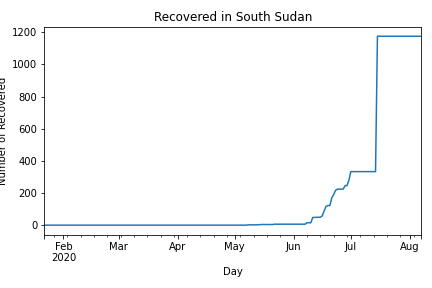 Recovered in South Sudan
Number of Recovered
1200
1000
800
600
400
200
0
Feb Mar Apr May Jun Jul Aug
2020
Day